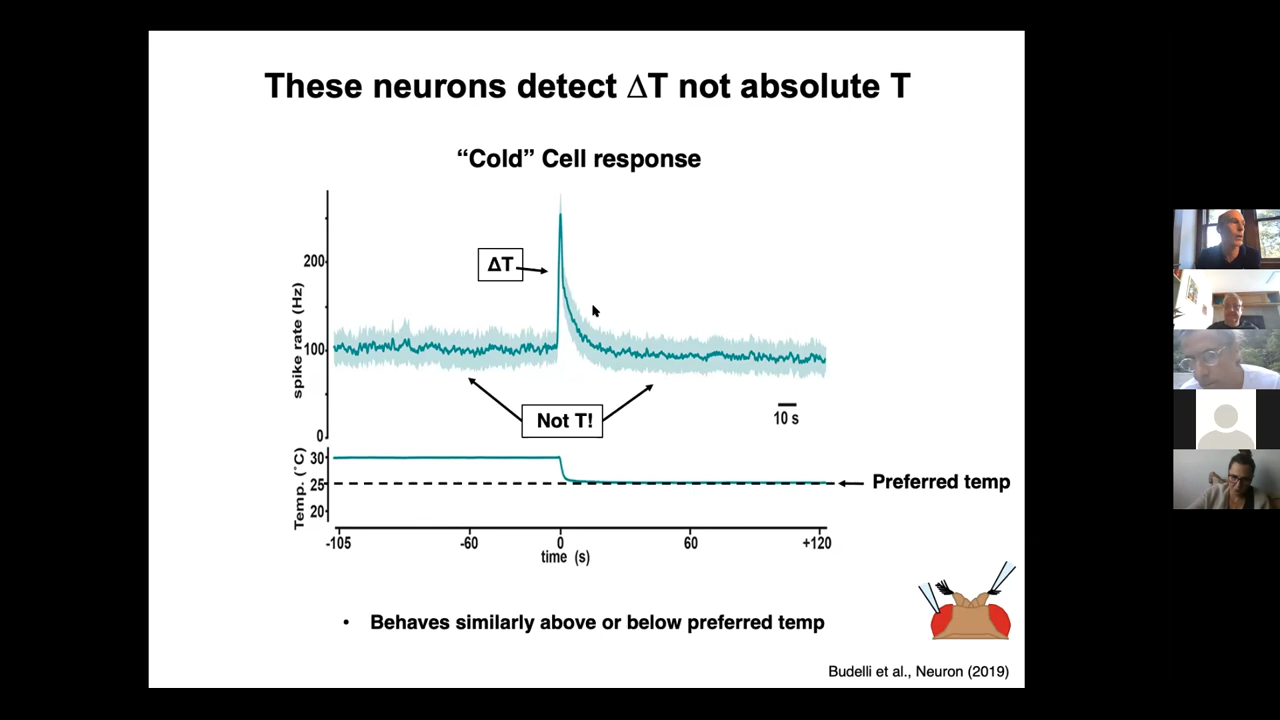 These neurons detect ΔT not absolute T
“Cold” Cell response
spike rate (Hz)
200
100
0
ΔT
Not T!
10 s
Temp. (˚C)
30
25
20
Preferred temp
-105
-60
0
60
+120
time (s)
• Behaves similarly above or below preferred temp
Budelli et al., Neuron (2019)